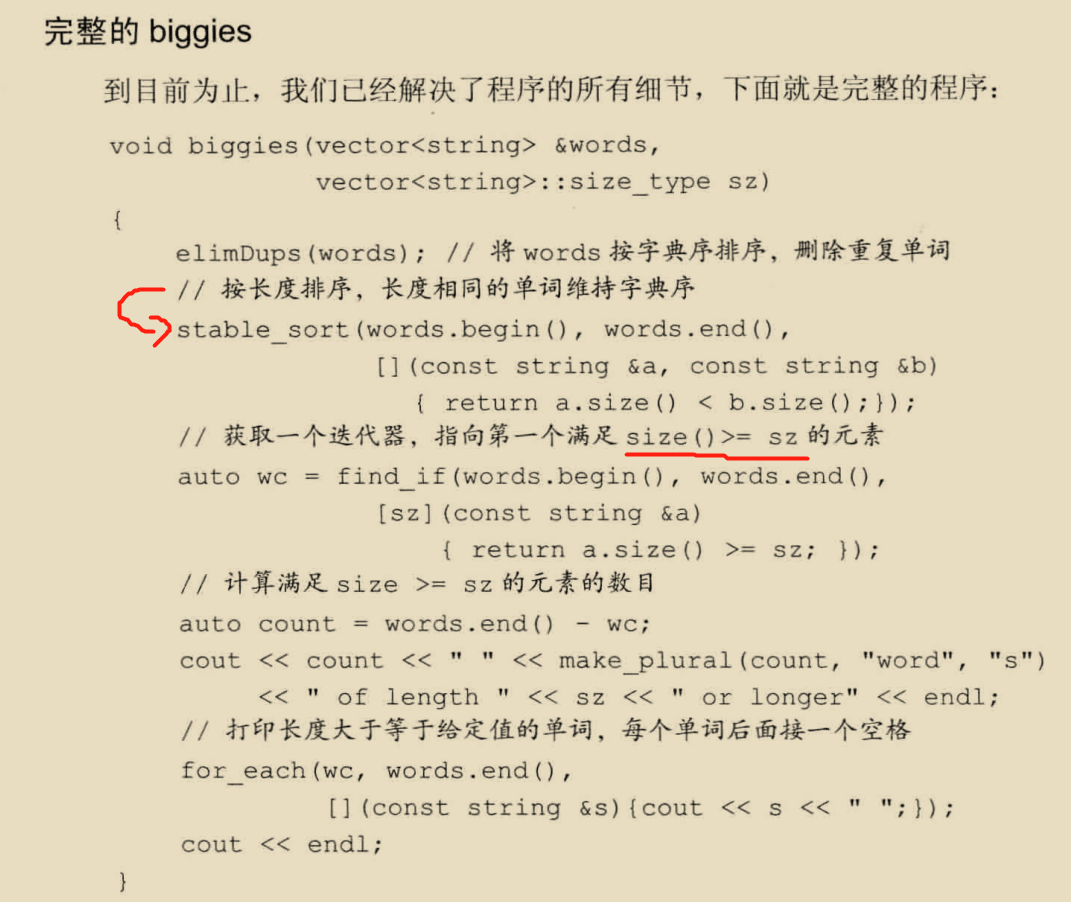 完整的 biggies
到目前为止，我们已经解决了程序的所有细节，下面就是完整的程序：
void biggies(vector<string> &words,
vector<string>::size_type sz)
{
elimDups(words); // 将 words 按字典序排序，删除重复单词
// 按长度排序，长度相同的单词维持字典序
stable_sort(words.begin(), words.end(),
[](const string &a, const string &b)
{ return a.size() < b.size();});
// 获取一个迭代器，指向第一个满足 size()>= sz 的元素
auto wc = find_if(words.begin(), words.end(),
[sz](const string &a)
{ return a.size() >= sz; });
// 计算满足 size >= sz 的元素的数目
auto count = words.end() - wc;
cout << count << " " << make_plural(count, "word", "s")
<< " of length " << sz << " or longer" << endl;
// 打印长度大于等于给定值的单词，每个单词后面接一个空格
for_each(wc, words.end(),
[](const string &s){cout << s << " ";});
cout << endl;
}